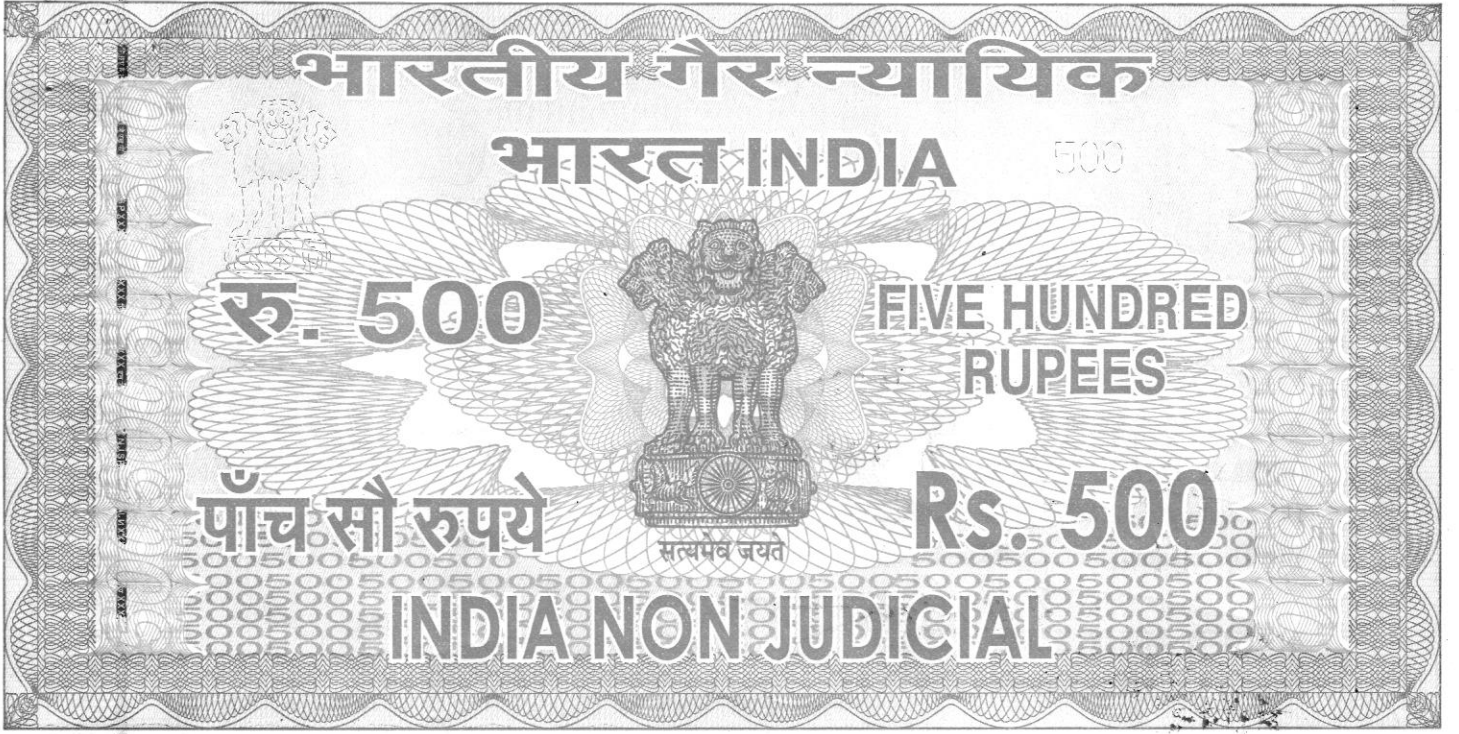 भारतीय गैर न्यायिक
भारत INDIA
500
रु. 500
FIVE HUNDRED
RUPEES
पाँच सौ रुपये
Rs. 500
सत्यमेव जयते
INDIA NON JUDICIAL